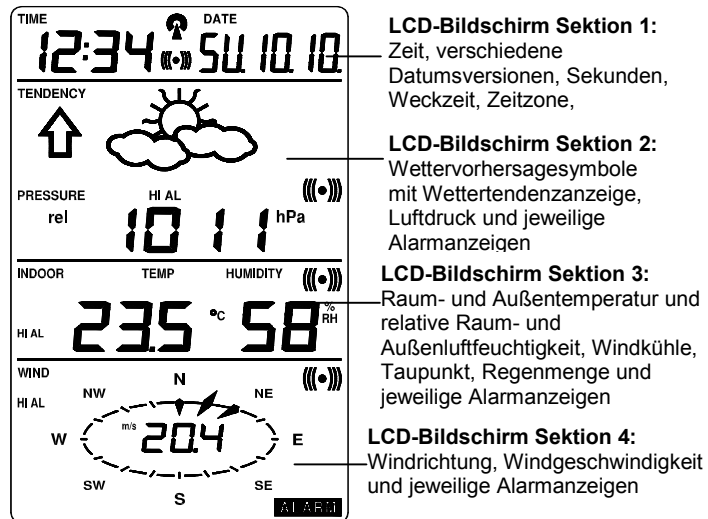 TIME DATE
12:34 SU. 10. 10.
TENDENCY
PRESSURE HI AL
rel 1011 hPa
INDOOR TEMP HUMIDITY
HI AL 23.5 °C 58 % RH
WIND
HI AL
N
NW NE
W m/s 20.4 E
SW SE
S
ALARM
LCD-Bildschirm Sektion 1:
Zeit, verschiedene
Datumsversionen, Sekunden,
Weckzeit, Zeitzone,
LCD-Bildschirm Sektion 2:
Wettervorhersagesymbole
mit Wettertendenzanzeige,
Luftdruck und jeweilige
Alarmanzeigen
LCD-Bildschirm Sektion 3:
Raum- und Außentemperatur und
relative Raum- und
Außenluftfeuchtigkeit, Windkühle,
Taupunkt, Regenmenge und
jeweilige Alarmanzeigen
LCD-Bildschirm Sektion 4:
Windrichtung, Windgeschwindigkeit
und jeweilige Alarmanzeigen